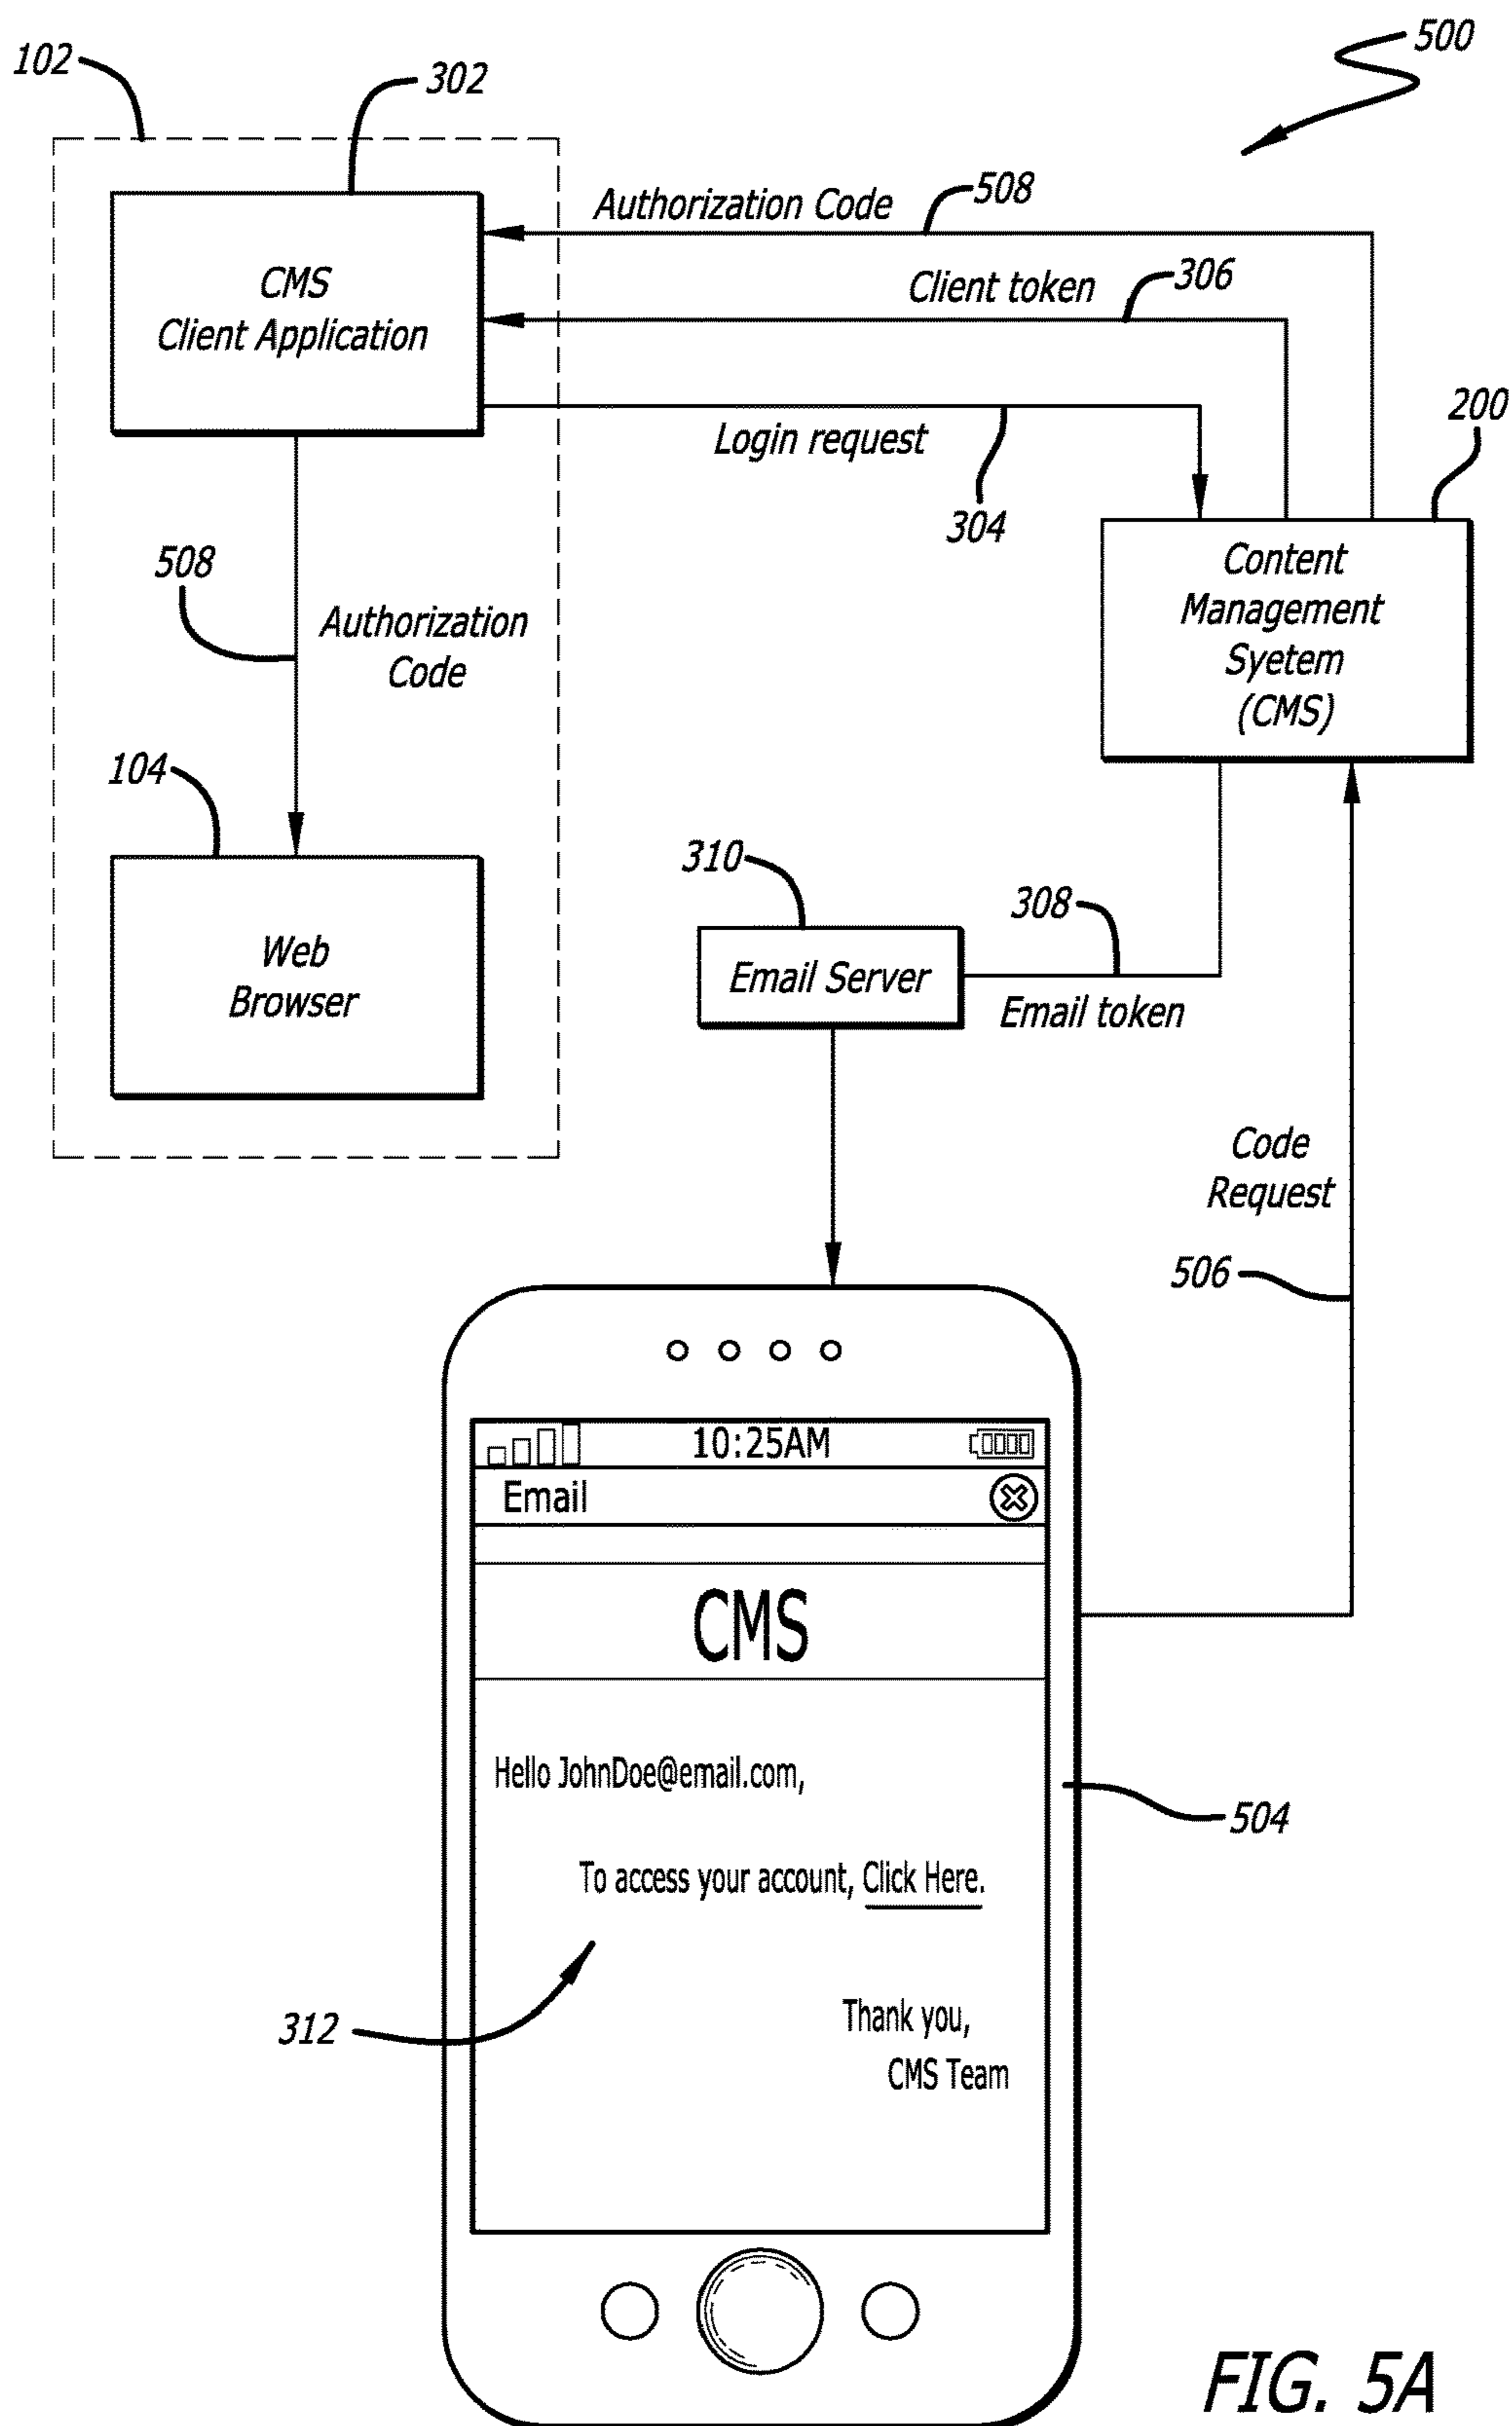 500
102
302
Authorization Code
508
CMS
Client Application
Client token
306
Login request
304
200
Content
Management
Syetem
(CMS)
508
Authorization
Code
104
Web
Browser
310
Email Server
308
Email token
Code
Request
506
10:25AM
Email
CMS
Hello JohnDoe@email.com,
504
To access your account, Click Here.
312
Thank you,
CMS Team
FIG. 5A